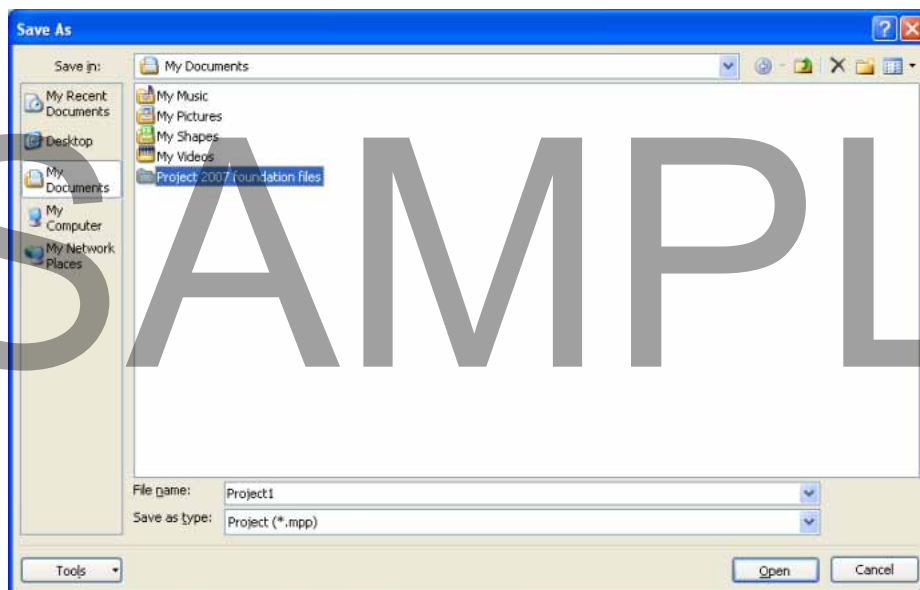 Save As
Save in:
My Documents
My Recent
Documents
Desktop
My
Documents
My
Computer
My Network
Places
My Music
My Pictures
My Shapes
My Videos
Project 2007 foundation files
SAMPL
File name:
Project1
Save as type:
Project (*.mpp)
Tools
Open
Cancel